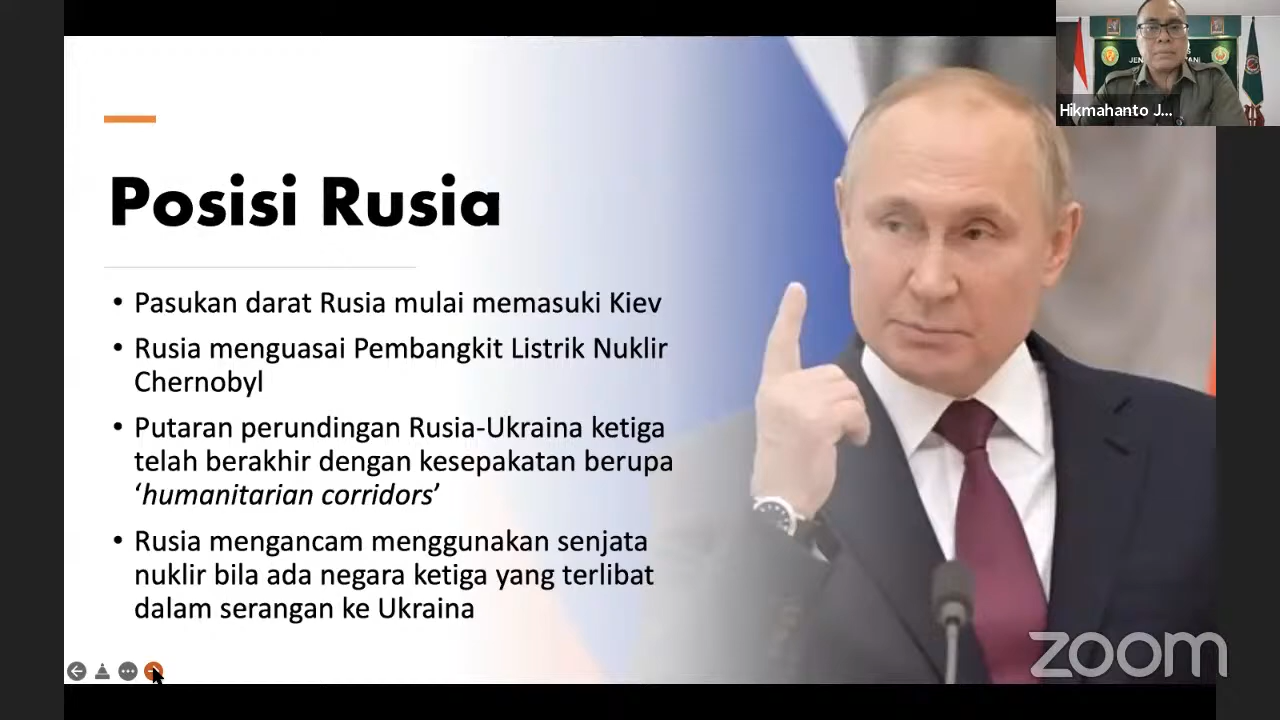 Posisi Rusia
• Pasukan darat Rusia mulai memasuki Kiev
• Rusia menguasai Pembangkit Listrik Nuklir
Chernobyl
• Putaran perundingan Rusia-Ukraina ketiga
telah berakhir dengan kesepakatan berupa
‘humanitarian corridors’
• Rusia mengancam menggunakan senjata
nuklir bila ada negara ketiga yang terlibat
dalam serangan ke Ukraina
Hikmahanto J...
zoom